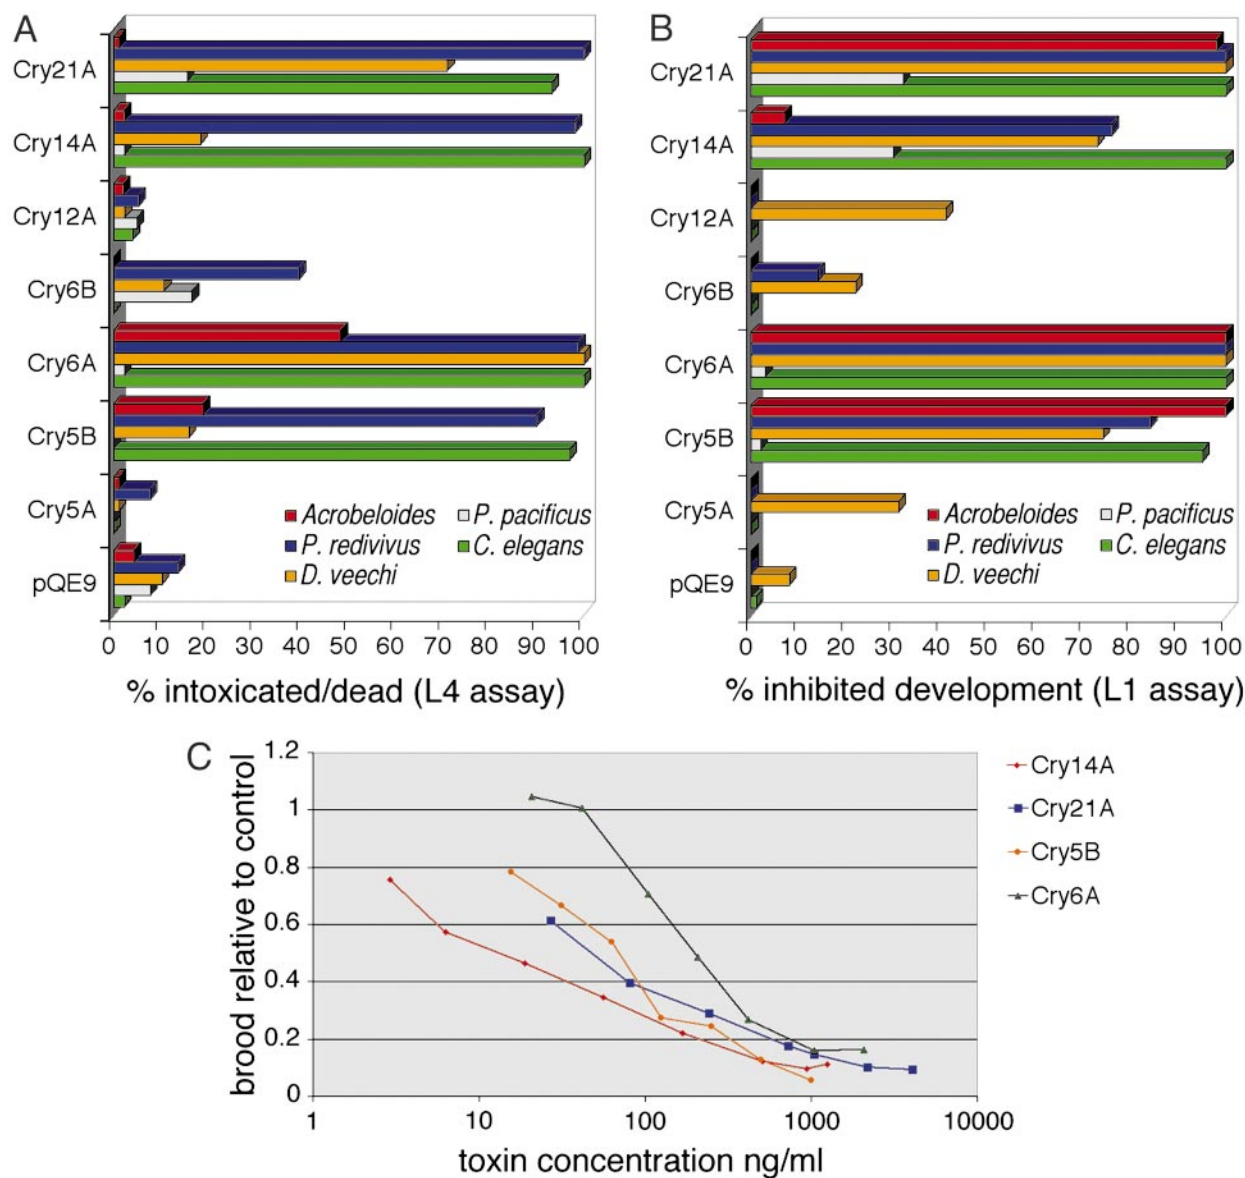 A
Cry21A
Cry14A
Cry12A
Cry6B
Cry6A
Cry5B
Cry5A
pQE9
Acrobeloides
P. pacificus
P. redivivus
C. elegans
D. veechi
0 10 20 30 40 50 60 70 80 90 100
% intoxicated/dead (L4 assay)
B
Cry21A
Cry14A
Cry12A
Cry6B
Cry6A
Cry5B
Cry5A
pQE9
Acrobeloides
P. pacificus
P. redivivus
C. elegans
D. veechi
0 10 20 30 40 50 60 70 80 90 100
% inhibited development (L1 assay)
C
brood relative to control
1.2
1
0.8
0.6
0.4
0.2
0
1 10 100 1000 10000
toxin concentration ng/ml
Cry14A
Cry21A
Cry5B
Cry6A